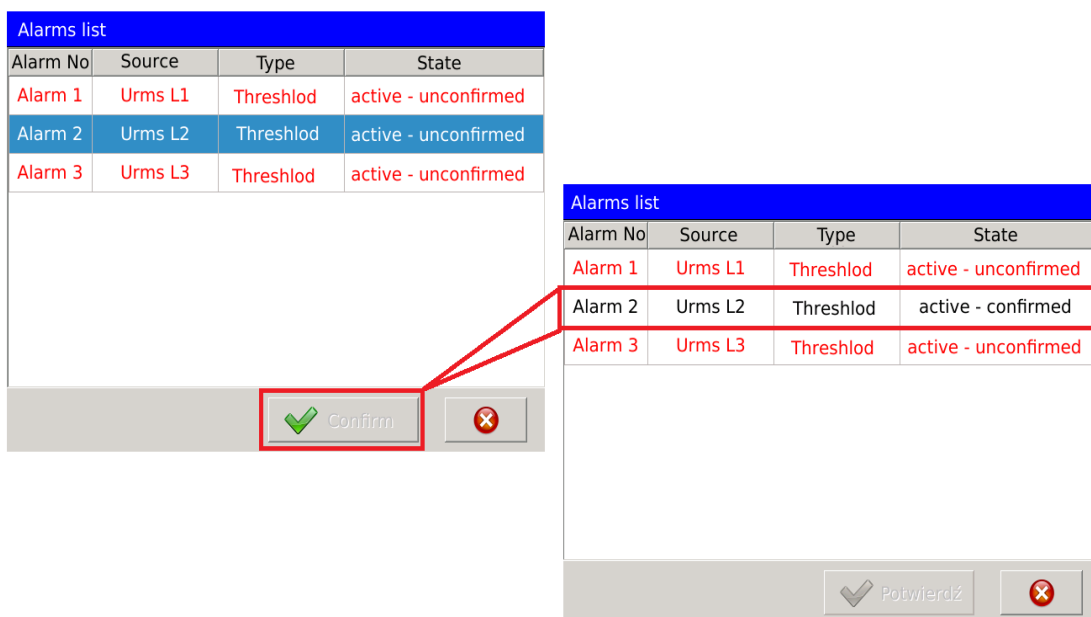 Alarms list
Alarm No Source Type State
Alarm 1 Urms L1 Threshlod active - unconfirmed
Alarm 2 Urms L2 Threshlod active - unconfirmed
Alarm 3 Urms L3 Threshlod active - unconfirmed
Confirm
Alarms list
Alarm No Source Type State
Alarm 1 Urms L1 Threshlod active - unconfirmed
Alarm 2 Urms L2 Threshlod active - confirmed
Alarm 3 Urms L3 Threshlod active - unconfirmed
Potwierdź